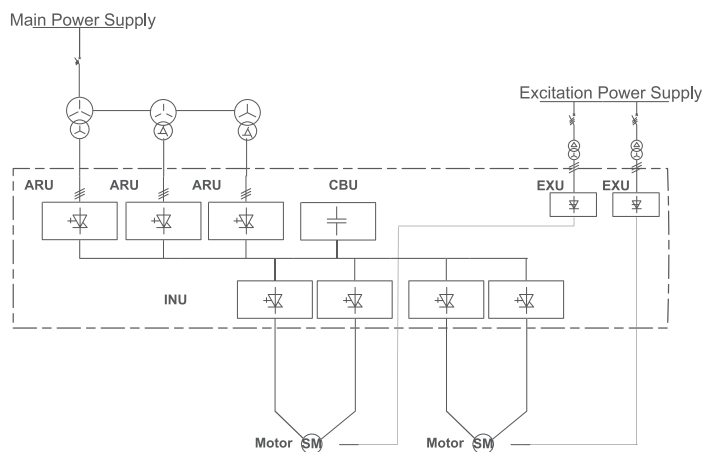 Main Power Supply
Excitation Power Supply
ARU ARU ARU CBU EXU EXU
INU
Motor SM Motor SM